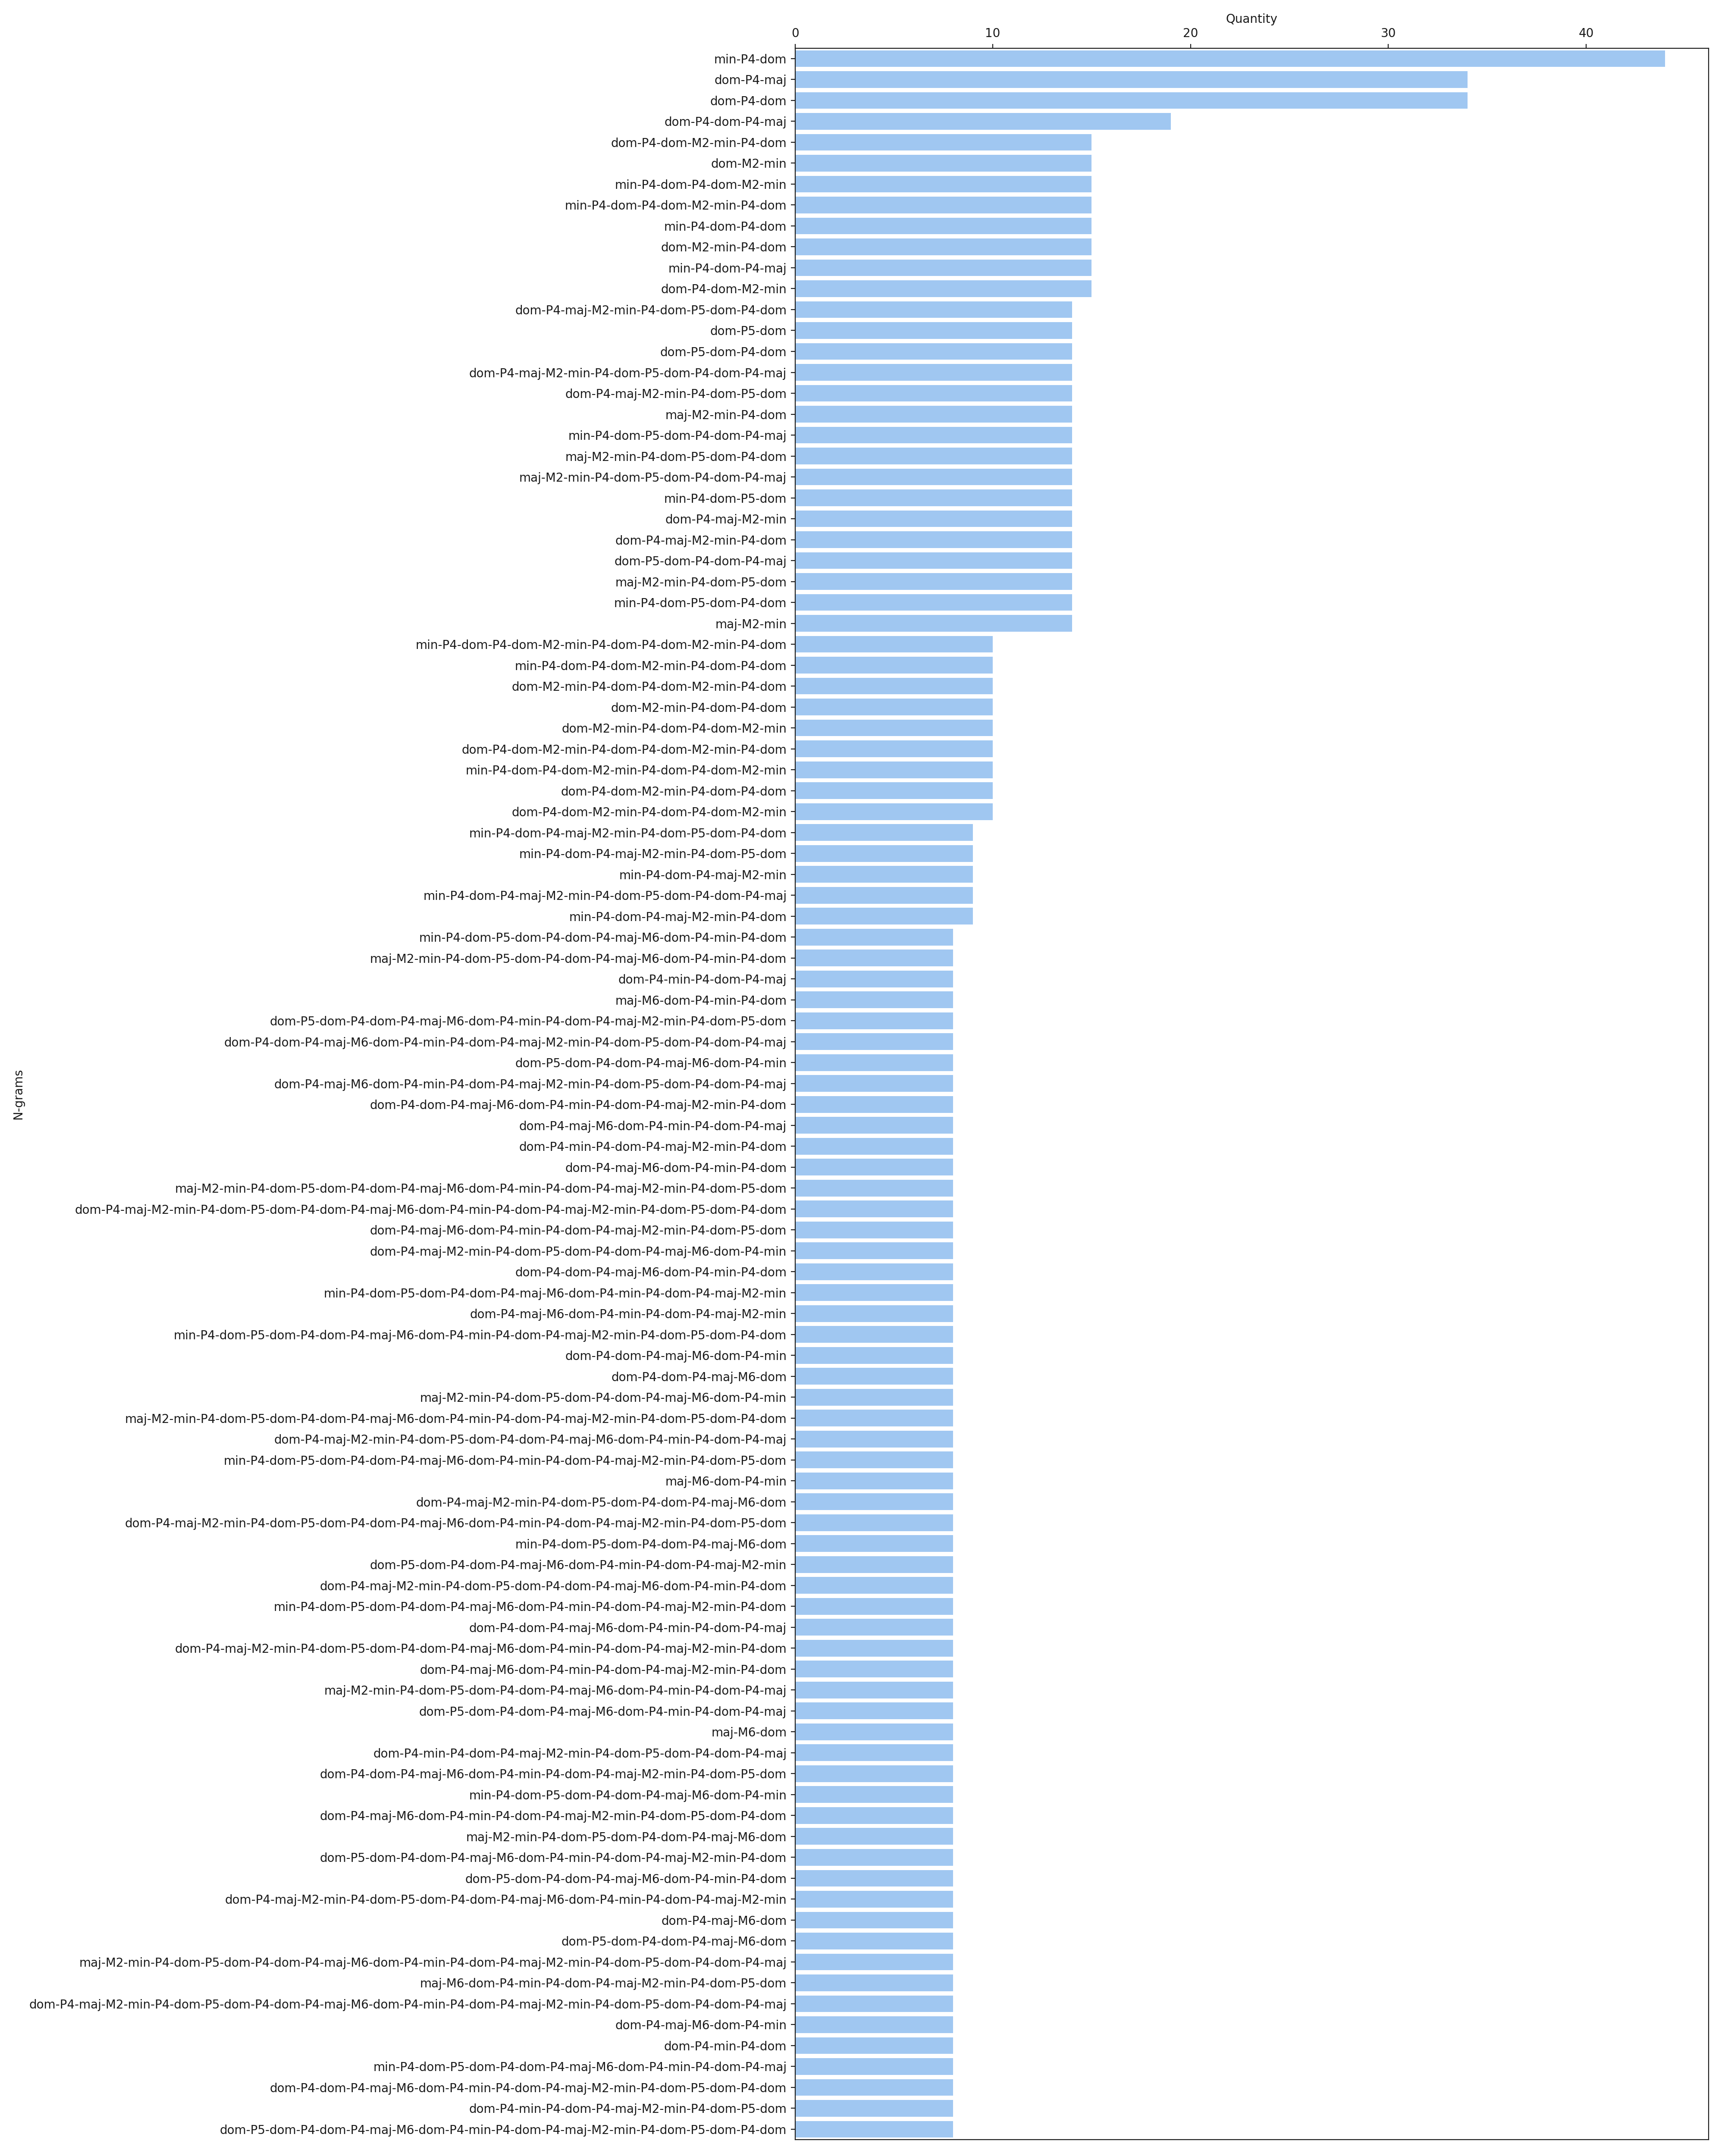 Quantity
0 10 20 30 40
min-P4-dom
dom-P4-maj
dom-P4-dom
dom-P4-dom-P4-maj
dom-P4-dom-M2-min-P4-dom
dom-M2-min
min-P4-dom-P4-dom-M2-min
min-P4-dom-P4-dom-M2-min-P4-dom
min-P4-dom-P4-dom
dom-M2-min-P4-dom
min-P4-dom-P4-maj
dom-P4-dom-M2-min
dom-P4-maj-M2-min-P4-dom-P5-dom-P4-dom
dom-P5-dom
dom-P5-dom-P4-dom
dom-P4-maj-M2-min-P4-dom-P5-dom-P4-dom-P4-maj
dom-P4-maj-M2-min-P4-dom-P5-dom
maj-M2-min-P4-dom
min-P4-dom-P5-dom-P4-dom-P4-maj
maj-M2-min-P4-dom-P5-dom-P4-dom
maj-M2-min-P4-dom-P5-dom-P4-dom-P4-maj
min-P4-dom-P5-dom
dom-P4-maj-M2-min
dom-P4-maj-M2-min-P4-dom
dom-P5-dom-P4-dom-P4-maj
maj-M2-min-P4-dom-P5-dom
min-P4-dom-P5-dom-P4-dom
maj-M2-min
min-P4-dom-P4-dom-M2-min-P4-dom-P4-dom-M2-min-P4-dom
min-P4-dom-P4-dom-M2-min-P4-dom-P4-dom
dom-M2-min-P4-dom-P4-dom-M2-min-P4-dom
dom-M2-min-P4-dom-P4-dom
dom-M2-min-P4-dom-P4-dom-M2-min
dom-P4-dom-M2-min-P4-dom-P4-dom-M2-min-P4-dom
min-P4-dom-P4-dom-M2-min-P4-dom-P4-dom-M2-min
dom-P4-dom-M2-min-P4-dom-P4-dom
dom-P4-dom-M2-min-P4-dom-P4-dom-M2-min
min-P4-dom-P4-maj-M2-min-P4-dom-P5-dom-P4-dom
min-P4-dom-P4-maj-M2-min-P4-dom-P5-dom
min-P4-dom-P4-maj-M2-min
min-P4-dom-P4-maj-M2-min-P4-dom-P5-dom-P4-dom-P4-maj
min-P4-dom-P4-maj-M2-min-P4-dom
min-P4-dom-P5-dom-P4-dom-P4-maj-M6-dom-P4-min-P4-dom
maj-M2-min-P4-dom-P5-dom-P4-dom-P4-maj-M6-dom-P4-min-P4-dom
dom-P4-min-P4-dom-P4-maj
maj-M6-dom-P4-min-P4-dom
dom-P5-dom-P4-dom-P4-maj-M6-dom-P4-min-P4-dom-P4-maj-M2-min-P4-dom-P5-dom
dom-P4-dom-P4-maj-M6-dom-P4-min-P4-dom-P4-maj-M2-min-P4-dom-P5-dom-P4-dom-P4-maj
dom-P5-dom-P4-dom-P4-maj-M6-dom-P4-min
dom-P4-maj-M6-dom-P4-min-P4-dom-P4-maj-M2-min-P4-dom-P5-dom-P4-dom-P4-maj
dom-P4-dom-P4-maj-M6-dom-P4-min-P4-dom-P4-maj-M2-min-P4-dom
dom-P4-maj-M6-dom-P4-min-P4-dom-P4-maj
dom-P4-min-P4-dom-P4-maj-M2-min-P4-dom
dom-P4-maj-M6-dom-P4-min-P4-dom
maj-M2-min-P4-dom-P5-dom-P4-dom-P4-maj-M6-dom-P4-min-P4-dom-P4-maj-M2-min-P4-dom-P5-dom
dom-P4-maj-M2-min-P4-dom-P5-dom-P4-dom-P4-maj-M6-dom-P4-min-P4-dom-P4-maj-M2-min-P4-dom-P5-dom-P4-dom
dom-P4-maj-M6-dom-P4-min-P4-dom-P4-maj-M2-min-P4-dom-P5-dom
dom-P4-maj-M2-min-P4-dom-P5-dom-P4-dom-P4-maj-M6-dom-P4-min
dom-P4-dom-P4-maj-M6-dom-P4-min-P4-dom
min-P4-dom-P5-dom-P4-dom-P4-maj-M6-dom-P4-min-P4-dom-P4-maj-M2-min
dom-P4-maj-M6-dom-P4-min-P4-dom-P4-maj-M2-min
min-P4-dom-P5-dom-P4-dom-P4-maj-M6-dom-P4-min-P4-dom-P4-maj-M2-min-P4-dom-P5-dom-P4-dom
dom-P4-dom-P4-maj-M6-dom-P4-min
dom-P4-dom-P4-maj-M6-dom
maj-M2-min-P4-dom-P5-dom-P4-dom-P4-maj-M6-dom-P4-min
maj-M2-min-P4-dom-P5-dom-P4-dom-P4-maj-M6-dom-P4-min-P4-dom-P4-maj-M2-min-P4-dom-P5-dom-P4-dom
dom-P4-maj-M2-min-P4-dom-P5-dom-P4-dom-P4-maj-M6-dom-P4-min-P4-dom-P4-maj
min-P4-dom-P5-dom-P4-dom-P4-maj-M6-dom-P4-min-P4-dom-P4-maj-M2-min-P4-dom-P5-dom
maj-M6-dom-P4-min
dom-P4-maj-M2-min-P4-dom-P5-dom-P4-dom-P4-maj-M6-dom
dom-P4-maj-M2-min-P4-dom-P5-dom-P4-dom-P4-maj-M6-dom-P4-min-P4-dom-P4-maj-M2-min-P4-dom-P5-dom
min-P4-dom-P5-dom-P4-dom-P4-maj-M6-dom
dom-P5-dom-P4-dom-P4-maj-M6-dom-P4-min-P4-dom-P4-maj-M2-min
dom-P4-maj-M2-min-P4-dom-P5-dom-P4-dom-P4-maj-M6-dom-P4-min-P4-dom
min-P4-dom-P5-dom-P4-dom-P4-maj-M6-dom-P4-min-P4-dom-P4-maj-M2-min-P4-dom
dom-P4-dom-P4-maj-M6-dom-P4-min-P4-dom-P4-maj
dom-P4-maj-M2-min-P4-dom-P5-dom-P4-dom-P4-maj-M6-dom-P4-min-P4-dom-P4-maj-M2-min-P4-dom
dom-P4-maj-M6-dom-P4-min-P4-dom-P4-maj-M2-min-P4-dom
maj-M2-min-P4-dom-P5-dom-P4-dom-P4-maj-M6-dom-P4-min-P4-dom-P4-maj
dom-P5-dom-P4-dom-P4-maj-M6-dom-P4-min-P4-dom-P4-maj
maj-M6-dom
dom-P4-min-P4-dom-P4-maj-M2-min-P4-dom-P5-dom-P4-dom-P4-maj
dom-P4-dom-P4-maj-M6-dom-P4-min-P4-dom-P4-maj-M2-min-P4-dom-P5-dom
min-P4-dom-P5-dom-P4-dom-P4-maj-M6-dom-P4-min
dom-P4-maj-M6-dom-P4-min-P4-dom-P4-maj-M2-min-P4-dom-P5-dom-P4-dom
maj-M2-min-P4-dom-P5-dom-P4-dom-P4-maj-M6-dom
dom-P5-dom-P4-dom-P4-maj-M6-dom-P4-min-P4-dom-P4-maj-M2-min-P4-dom
dom-P5-dom-P4-dom-P4-maj-M6-dom-P4-min-P4-dom
dom-P4-maj-M2-min-P4-dom-P5-dom-P4-dom-P4-maj-M6-dom-P4-min-P4-dom-P4-maj-M2-min
dom-P4-maj-M6-dom
dom-P5-dom-P4-dom-P4-maj-M6-dom
maj-M2-min-P4-dom-P5-dom-P4-dom-P4-maj-M6-dom-P4-min-P4-dom-P4-maj-M2-min-P4-dom-P5-dom-P4-dom-P4-maj
maj-M6-dom-P4-min-P4-dom-P4-maj-M2-min-P4-dom-P5-dom
dom-P4-maj-M2-min-P4-dom-P5-dom-P4-dom-P4-maj-M6-dom-P4-min-P4-dom-P4-maj-M2-min-P4-dom-P5-dom-P4-dom-P4-maj
dom-P4-maj-M6-dom-P4-min
dom-P4-min-P4-dom
min-P4-dom-P5-dom-P4-dom-P4-maj-M6-dom-P4-min-P4-dom-P4-maj
dom-P4-dom-P4-maj-M6-dom-P4-min-P4-dom-P4-maj-M2-min-P4-dom-P5-dom-P4-dom
dom-P4-min-P4-dom-P4-maj-M2-min-P4-dom-P5-dom
dom-P5-dom-P4-dom-P4-maj-M6-dom-P4-min-P4-dom-P4-maj-M2-min-P4-dom-P5-dom-P4-dom
N-grams